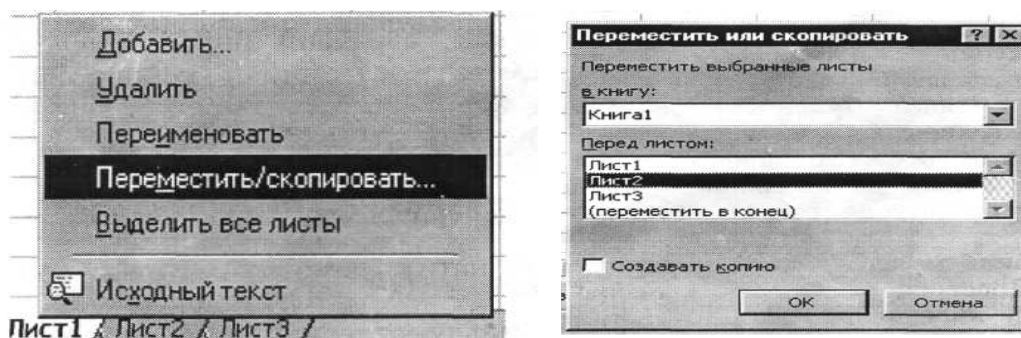 Добавить...
Удалить
Переименовать
Переместить/скопировать...
Выделить все листы
Исходный текст
Лист1 / Лист2 / Лист3 /
Переместить или скопировать ? ×
Переместить выбранные листы
в книгу:
Книга1
Перед листом:
Лист1
Лист2
Лист3
(переместить в конец)
Создавать копию
ОК Отмена